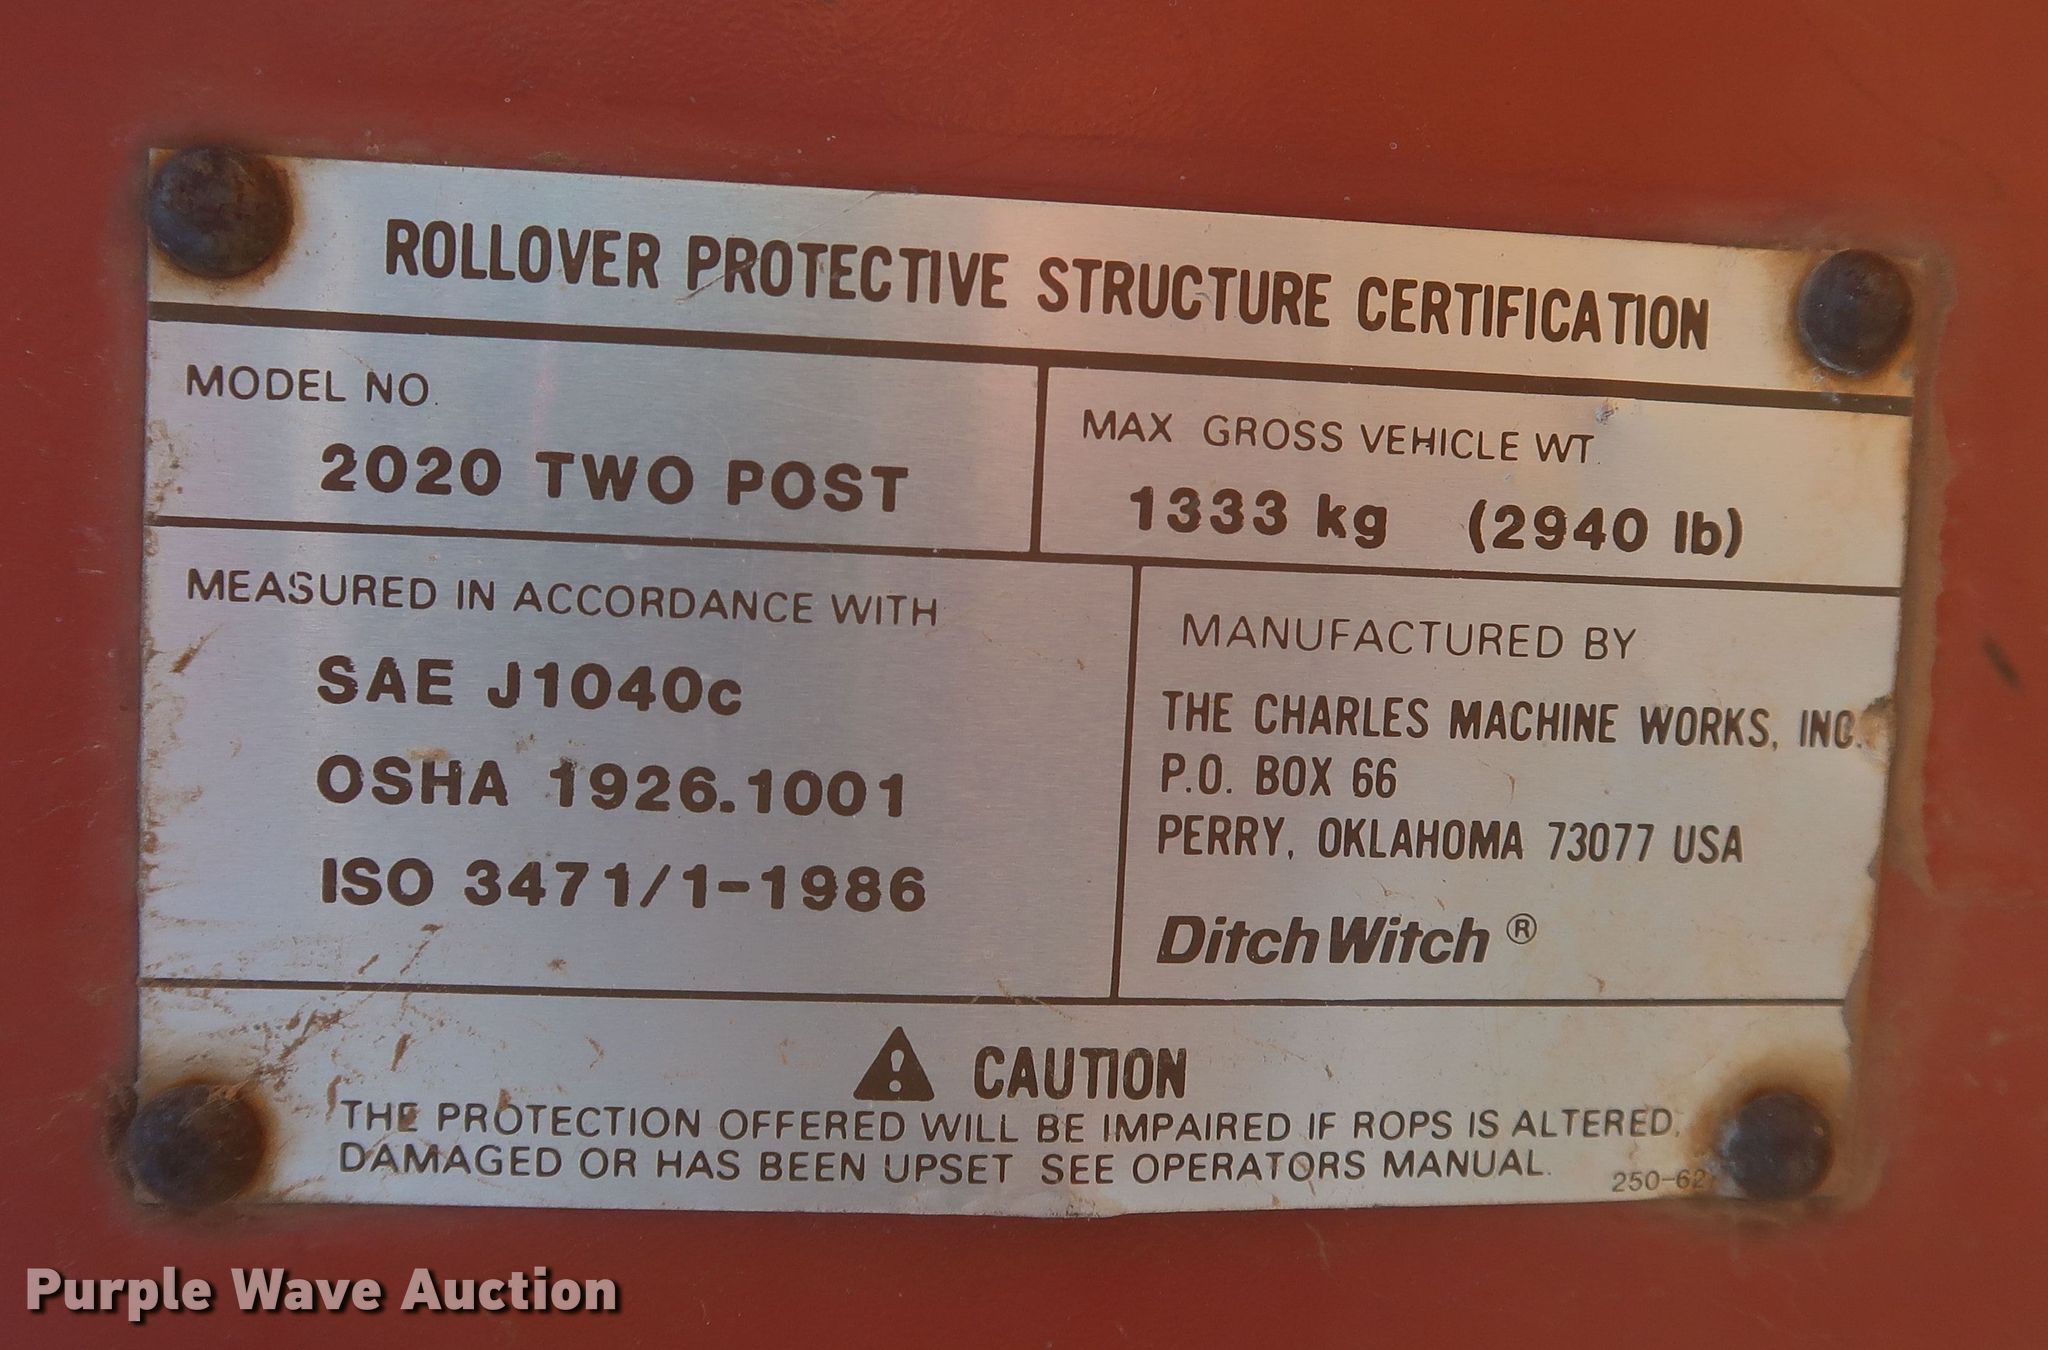 ROLLOVER PROTECTIVE STRUCTURE CERTIFICATION
MODEL NO.
2020 TWO POST
MAX GROSS VEHICLE WT.
1333 kg (2940 lb)
MEASURED IN ACCORDANCE WITH
SAE J1040c
OSHA 1926.1001
ISO 3471/1-1986
MANUFACTURED BY
THE CHARLES MACHINE WORKS, INC.
P.O. BOX 66
PERRY, OKLAHOMA 73077 USA
DitchWitch ®
CAUTION
THE PROTECTION OFFERED WILL BE IMPAIRED IF ROPS IS ALTERED,
DAMAGED OR HAS BEEN UPSET SEE OPERATORS MANUAL.
Purple Wave Auction